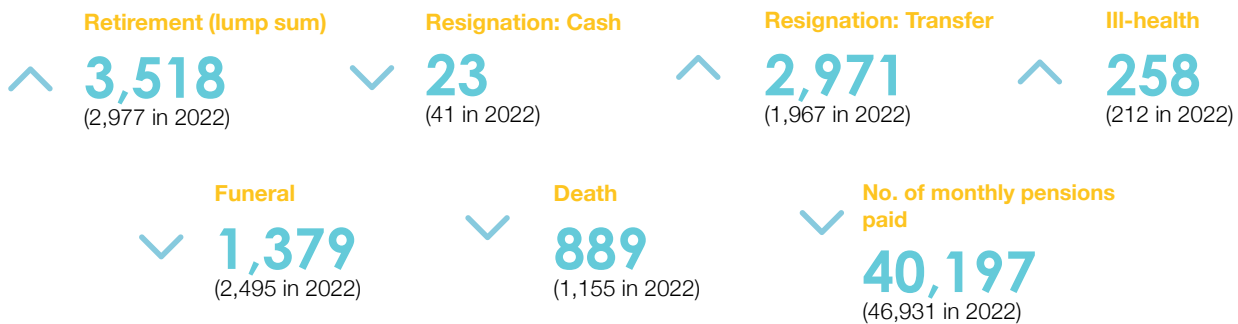 Retirement (lump sum)
3,518
(2,977 in 2022)
Resignation: Cash
23
(41 in 2022)
Resignation: Transfer
2,971
(1,967 in 2022)
Ill-health
258
(212 in 2022)
Funeral
1,379
(2,495 in 2022)
Death
889
(1,155 in 2022)
No. of monthly pensions
paid
40,197
(46,931 in 2022)